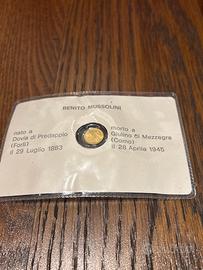 BENITO MUSSOLINI
nato a
Dovia di Predappio
(Forlì)
il 29 Luglio 1883
morto a
Giulino di Mezzegra
(Como)
il 28 Aprile 1945